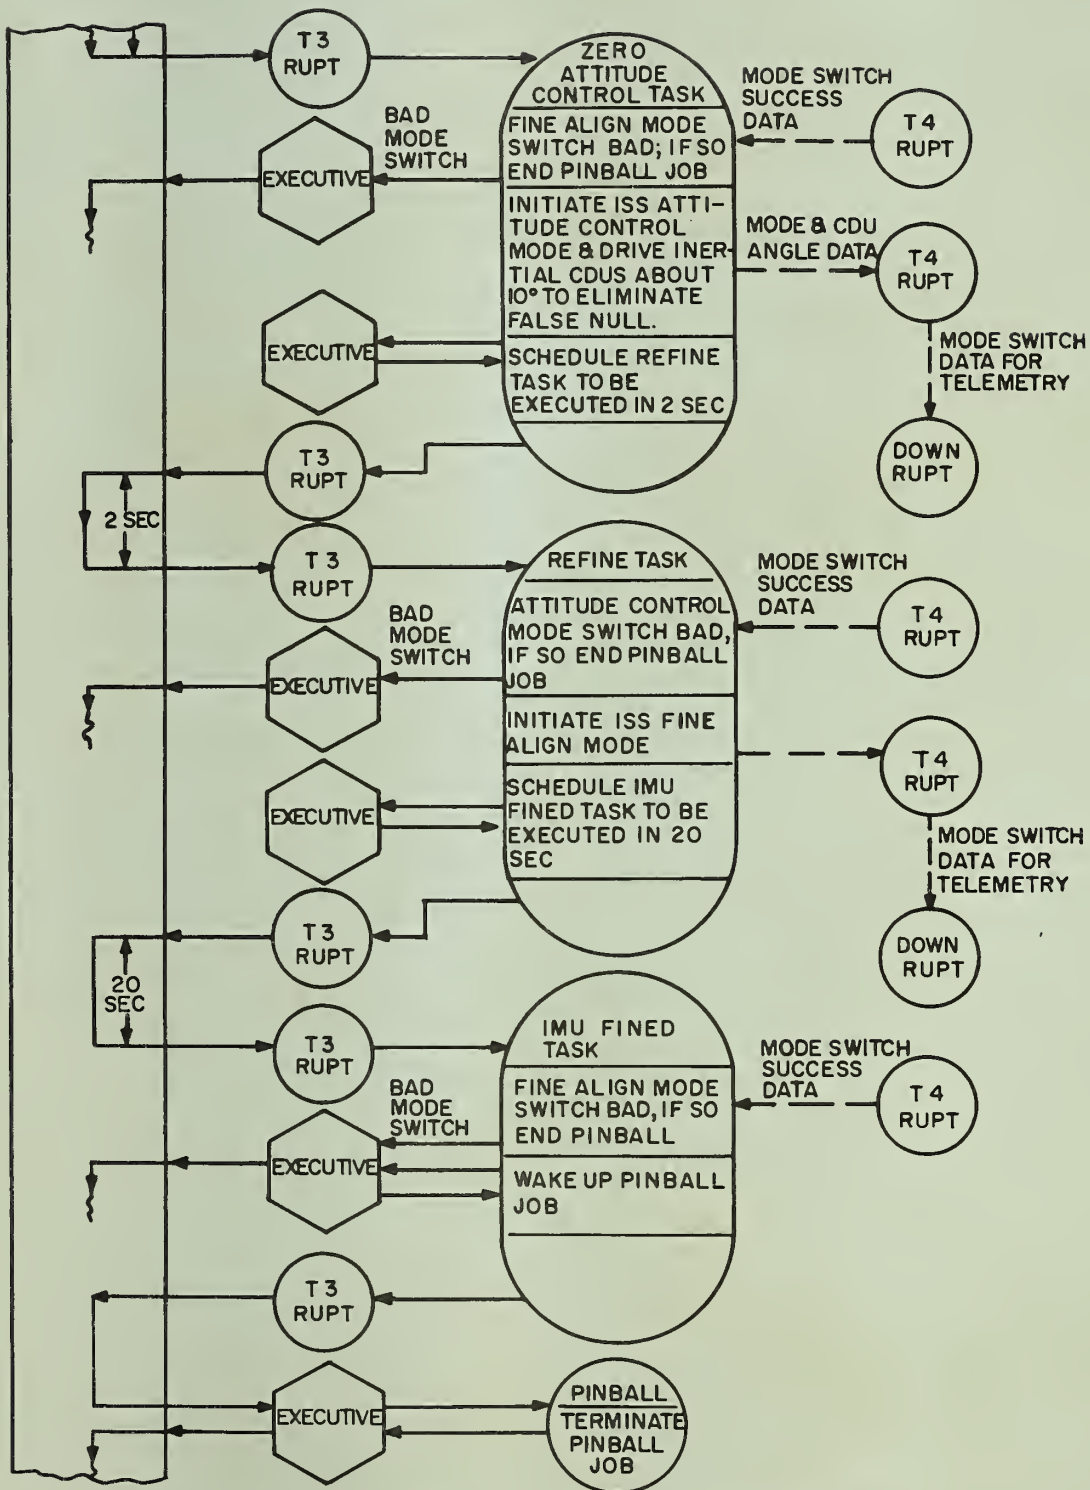 T3
RUPT
ZERO
ATTITUDE
CONTROL TASK
MODE SWITCH
SUCCESS
DATA
T4
RUPT
BAD
MODE
SWITCH
EXECUTIVE
FINE ALIGN MODE
SWITCH BAD; IF SO
END PINBALL JOB
INITIATE ISS ATTI-
TUDE CONTROL
MODE & DRIVE INER-
TIAL CDUS ABOUT
10° TO ELIMINATE
FALSE NULL.
MODE & CDU
ANGLE DATA
T4
RUPT
EXECUTIVE
SCHEDULE REFINE
TASK TO BE
EXECUTED IN 2 SEC
MODE SWITCH
DATA FOR
TELEMETRY
DOWN
RUPT
T3
RUPT
2 SEC
T3
RUPT
REFINE TASK
MODE SWITCH
SUCCESS
DATA
T4
RUPT
BAD
MODE
SWITCH
EXECUTIVE
ATTITUDE CONTROL
MODE SWITCH BAD,
IF SO END PINBALL
JOB
INITIATE ISS FINE
ALIGN MODE
T4
RUPT
EXECUTIVE
SCHEDULE IMU
FINED TASK TO BE
EXECUTED IN 20
SEC
MODE SWITCH
DATA FOR
TELEMETRY
DOWN
RUPT
T3
RUPT
20
SEC
T3
RUPT
IMU FINED
TASK
MODE SWITCH
SUCCESS
DATA
T4
RUPT
BAD
MODE
SWITCH
EXECUTIVE
FINE ALIGN MODE
SWITCH BAD, IF SO
END PINBALL
WAKE UP PINBALL
JOB
T3
RUPT
EXECUTIVE
PINBALL
TERMINATE
PINBALL
JOB